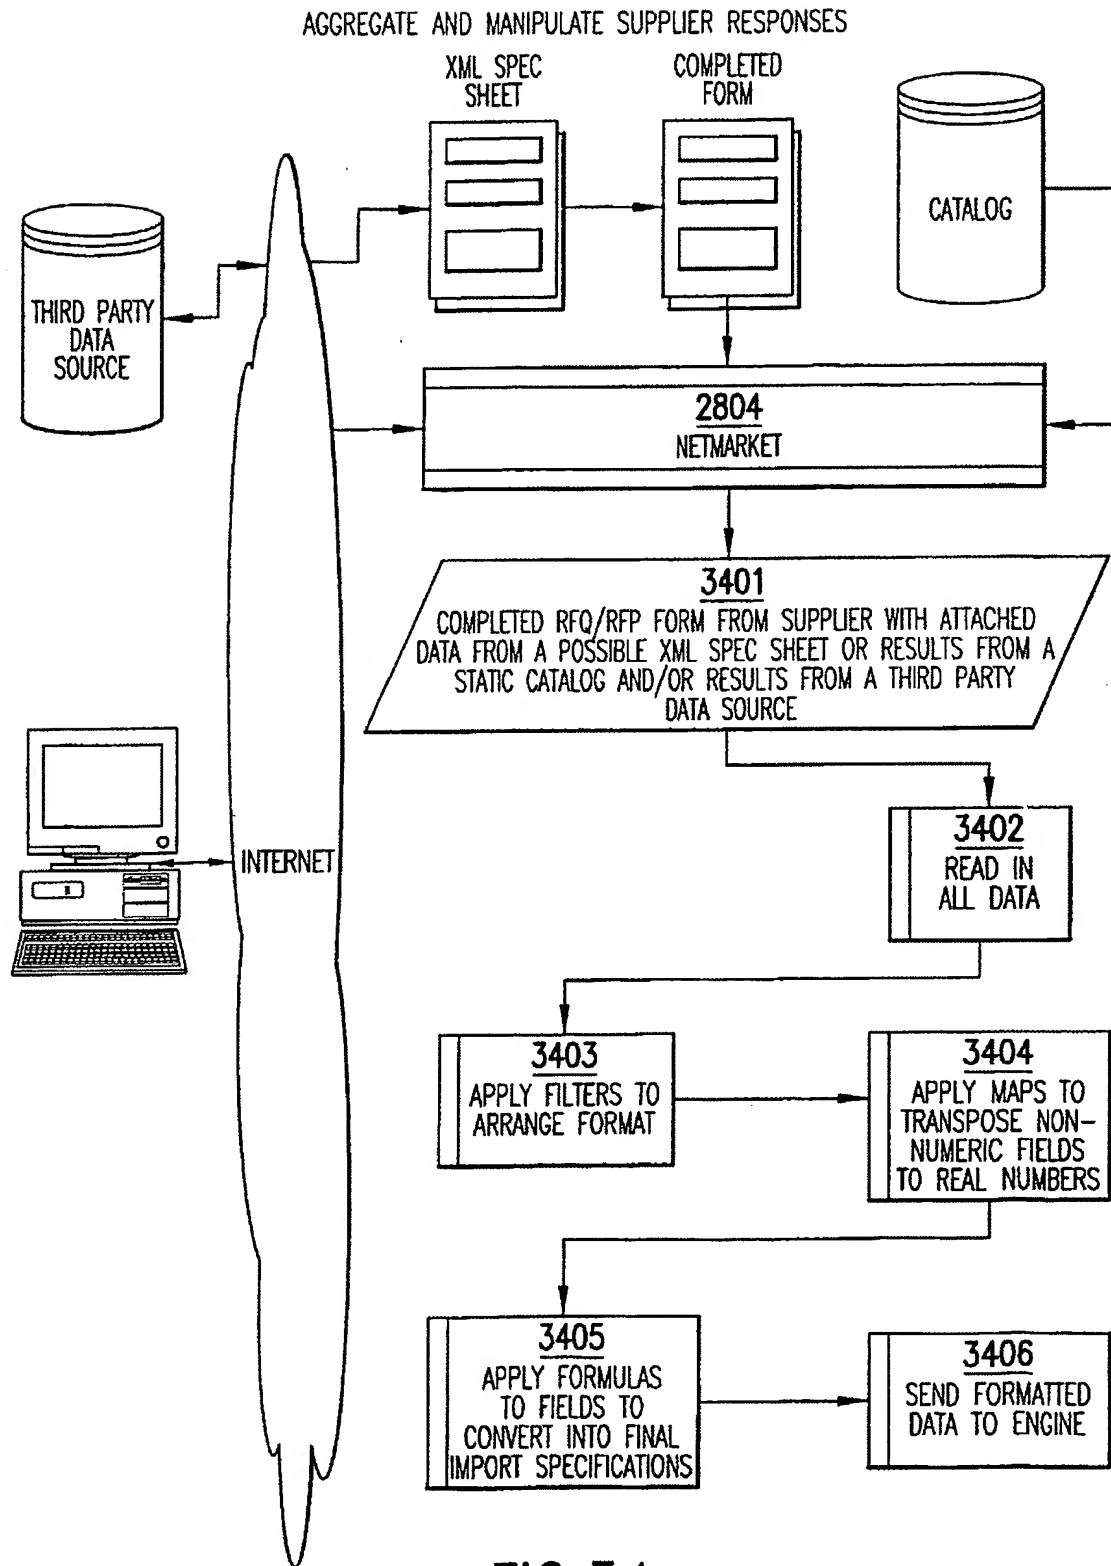 AGGREGATE AND MANIPULATE SUPPLIER RESPONSES
XML SPEC
SHEET
COMPLETED
FORM
CATALOG
THIRD PARTY
DATA
SOURCE
2804
NETMARKET
3401
COMPLETED RFQ/RFP FORM FROM SUPPLIER WITH ATTACHED
DATA FROM A POSSIBLE XML SPEC SHEET OR RESULTS FROM A
STATIC CATALOG AND/OR RESULTS FROM A THIRD PARTY
DATA SOURCE
INTERNET
3402
READ IN
ALL DATA
3403
APPLY FILTERS TO
ARRANGE FORMAT
3404
APPLY MAPS TO
TRANSPOSE NON-
NUMERIC FIELDS
TO REAL NUMBERS
3405
APPLY FORMULAS
TO FIELDS TO
CONVERT INTO FINAL
IMPORT SPECIFICATIONS
3406
SEND FORMATTED
DATA TO ENGINE